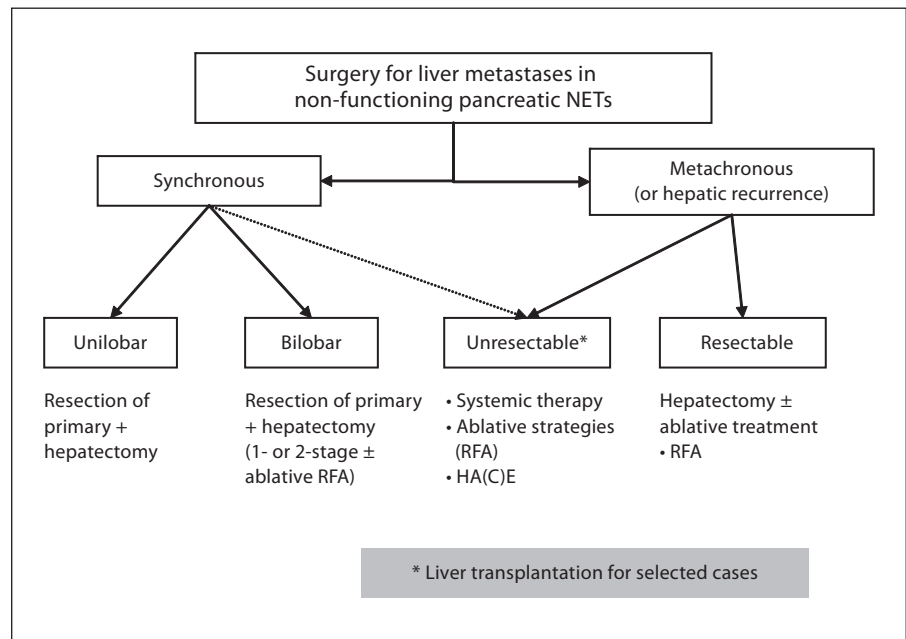 Surgery for liver metastases in
non-functioning pancreatic NETs
Synchronous
Metachronous
(or hepatic recurrence)
Unilobar
Bilobar
Unresectable*
Resectable
Resection of
primary +
hepatectomy
Resection of primary
+ hepatectomy
(1- or 2-stage ±
ablative RFA)
• Systemic therapy
• Ablative strategies
(RFA)
• HA(C)E
Hepatectomy ±
ablative treatment
• RFA
* Liver transplantation for selected cases